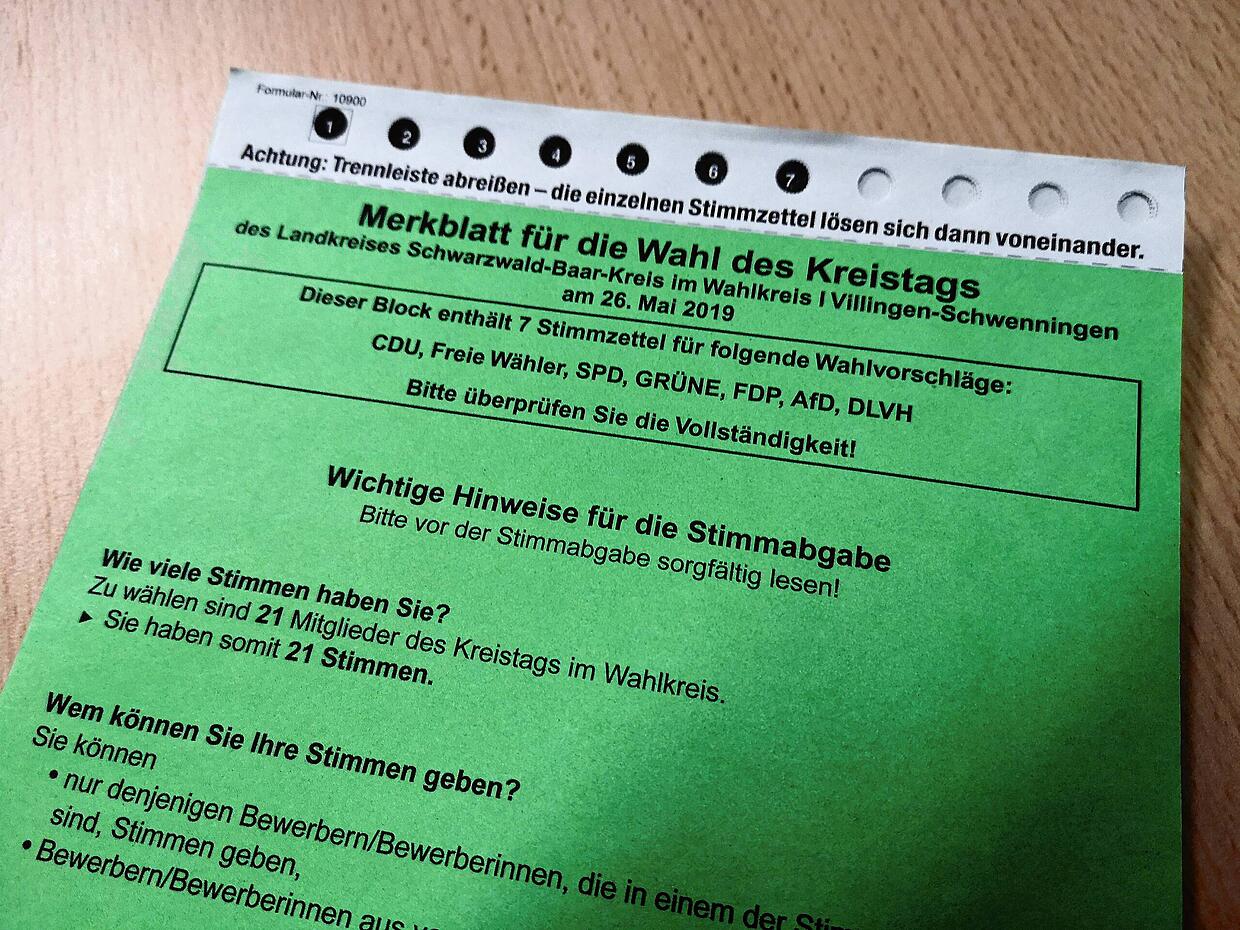 Formular-Nr.: 10900
1 2 3 4 5 6 7
Achtung: Trennleiste abreißen – die einzelnen Stimmzettel lösen sich dann voneinander.
Merkblatt für die Wahl des Kreistags
des Landkreises Schwarzwald-Baar-Kreis im Wahlkreis I Villingen-Schwenningen
am 26. Mai 2019
Dieser Block enthält 7 Stimmzettel für folgende Wahlvorschläge:
CDU, Freie Wähler, SPD, GRÜNE, FDP, AfD, DLVH
Bitte überprüfen Sie die Vollständigkeit!
Wichtige Hinweise für die Stimmabgabe
Bitte vor der Stimmabgabe sorgfältig lesen!
Wie viele Stimmen haben Sie?
Zu wählen sind 21 Mitglieder des Kreistags im Wahlkreis.
► Sie haben somit 21 Stimmen.
Wem können Sie Ihre Stimmen geben?
Sie können
• nur denjenigen Bewerbern/Bewerberinnen, die in einem der
sind, Stimmen geben,
• Bewerbern/Bewerberinnen aus